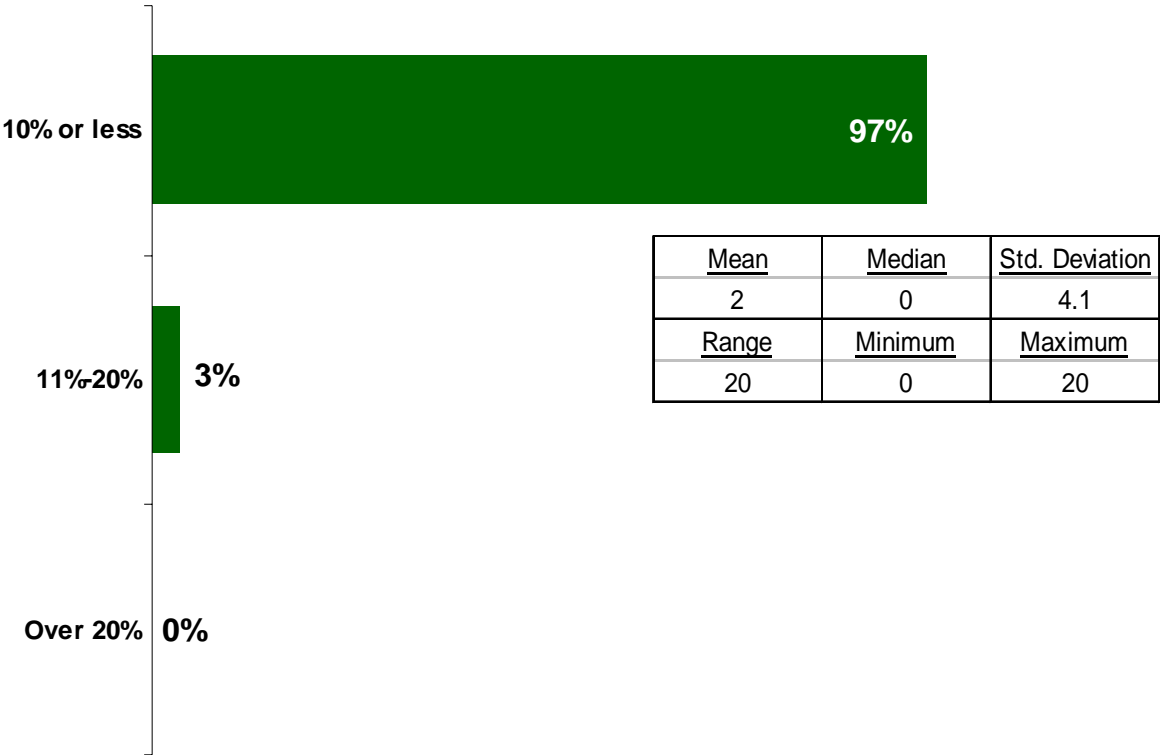 10% or less
97%
Mean Median Std. Deviation
2 0 4.1
Range Minimum Maximum
20 0 20
11%-20%
3%
Over 20%
0%